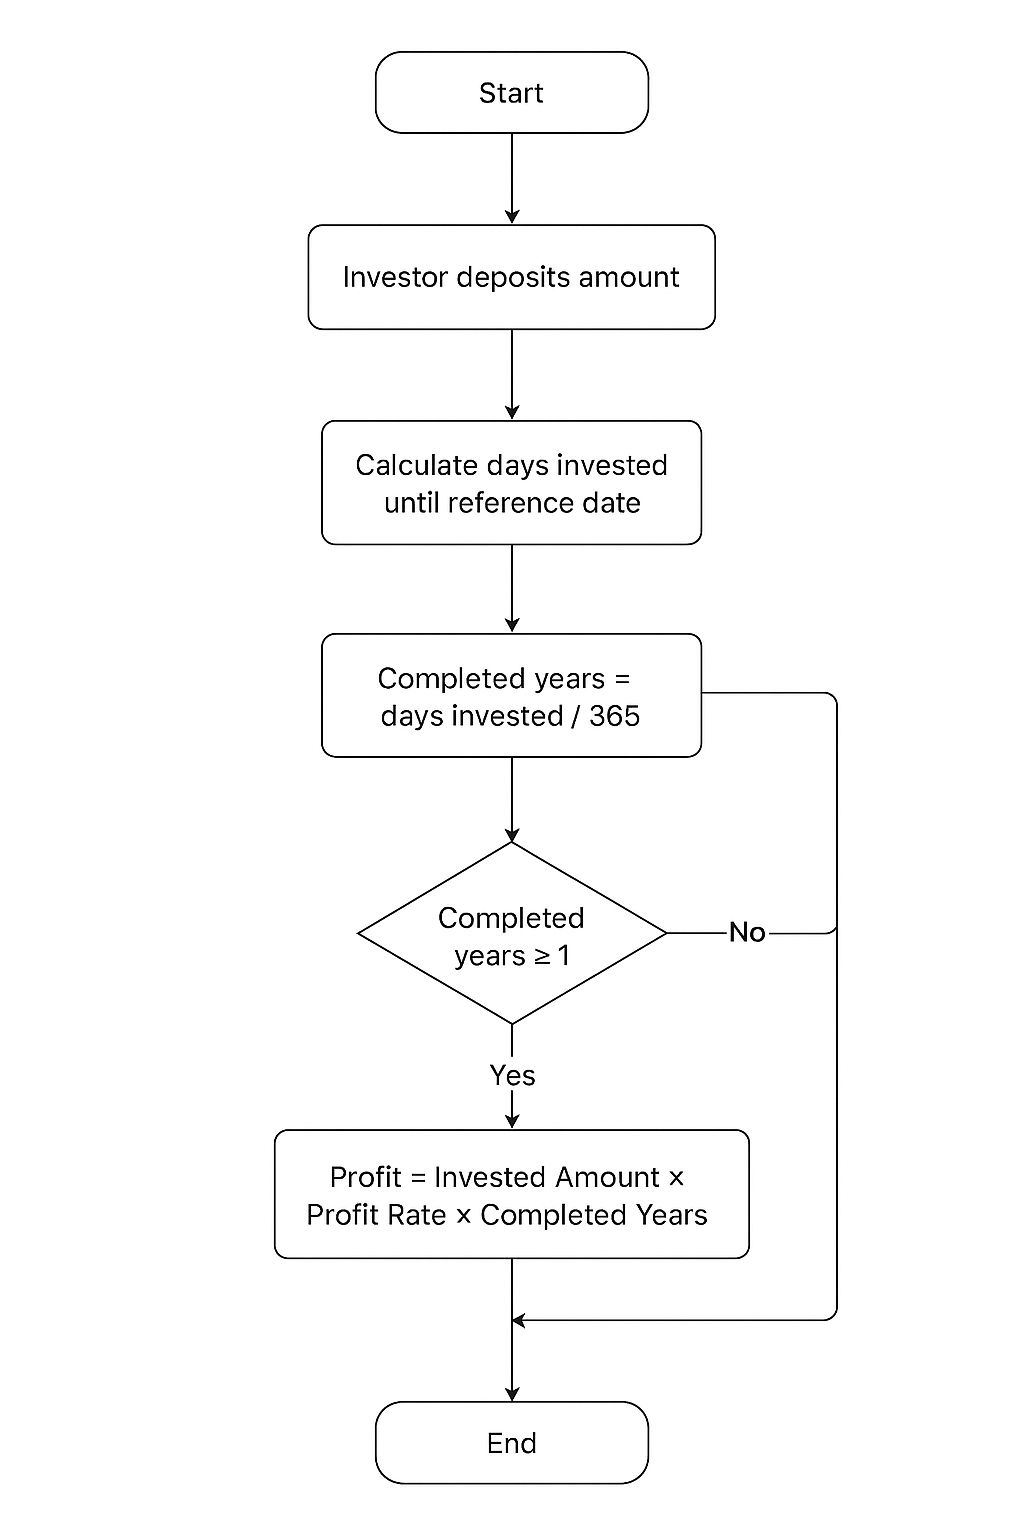 Start
Investor deposits amount
Calculate days invested
until reference date
Completed years =
days invested / 365
Completed
years ≥ 1
No
Yes
Profit = Invested Amount ×
Profit Rate × Completed Years
End